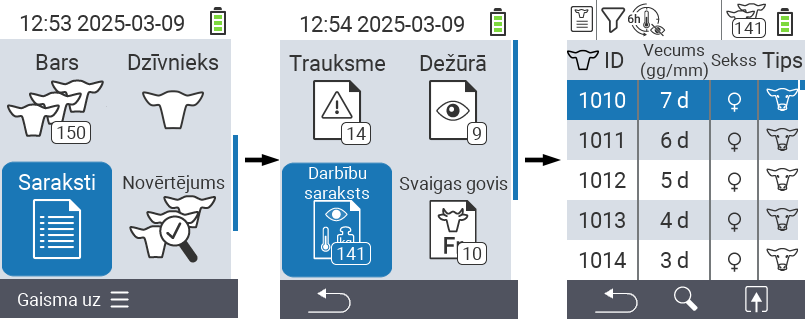 12:53 2025-03-09
Bars
Dzīvnieks
150
Saraksti
Novērtējums
Gaisma uz
12:54 2025-03-09
Trauksme
Dežūrā
14
9
Darbību
saraksts
Svaigas govis
kg
141
Fr
10
6h
141
ID
Vecums
(gg/mm)
Sekss
Tips
1010 7 d ♀
1011 6 d ♀
1012 5 d ♀
1013 4 d ♀
1014 3 d ♀